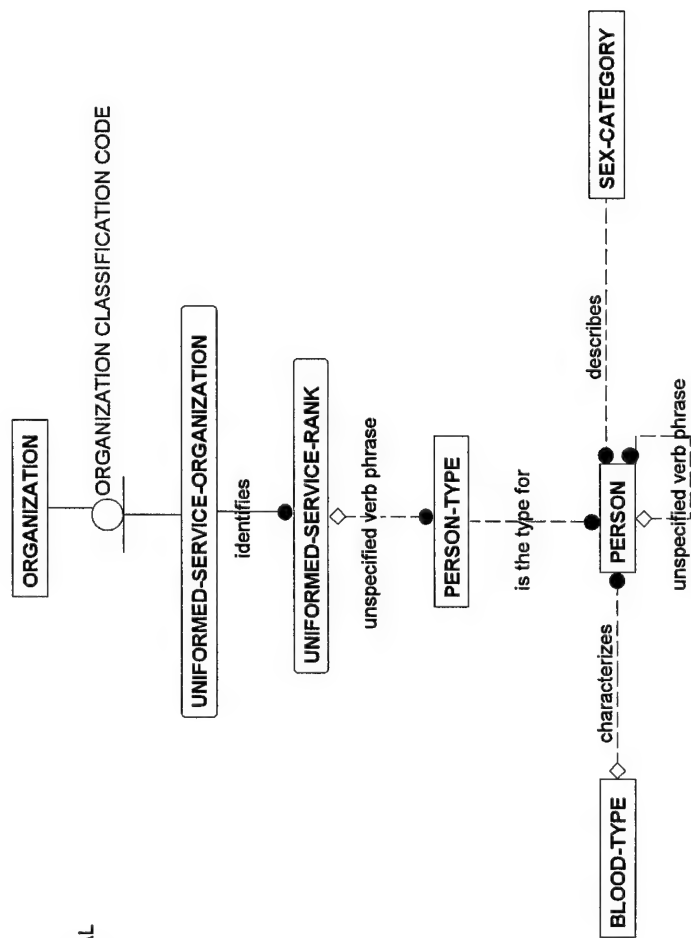 AL
ORGANIZATION
ORGANIZATION CLASSIFICATION CODE
UNIFORMED-SERVICE-ORGANIZATION
identifies
UNIFORMED-SERVICE-RANK
unspecified verb phrase
PERSON-TYPE
is the type for
BLOOD-TYPE
characterizes
PERSON
describes
SEX-CATEGORY
unspecified verb phrase